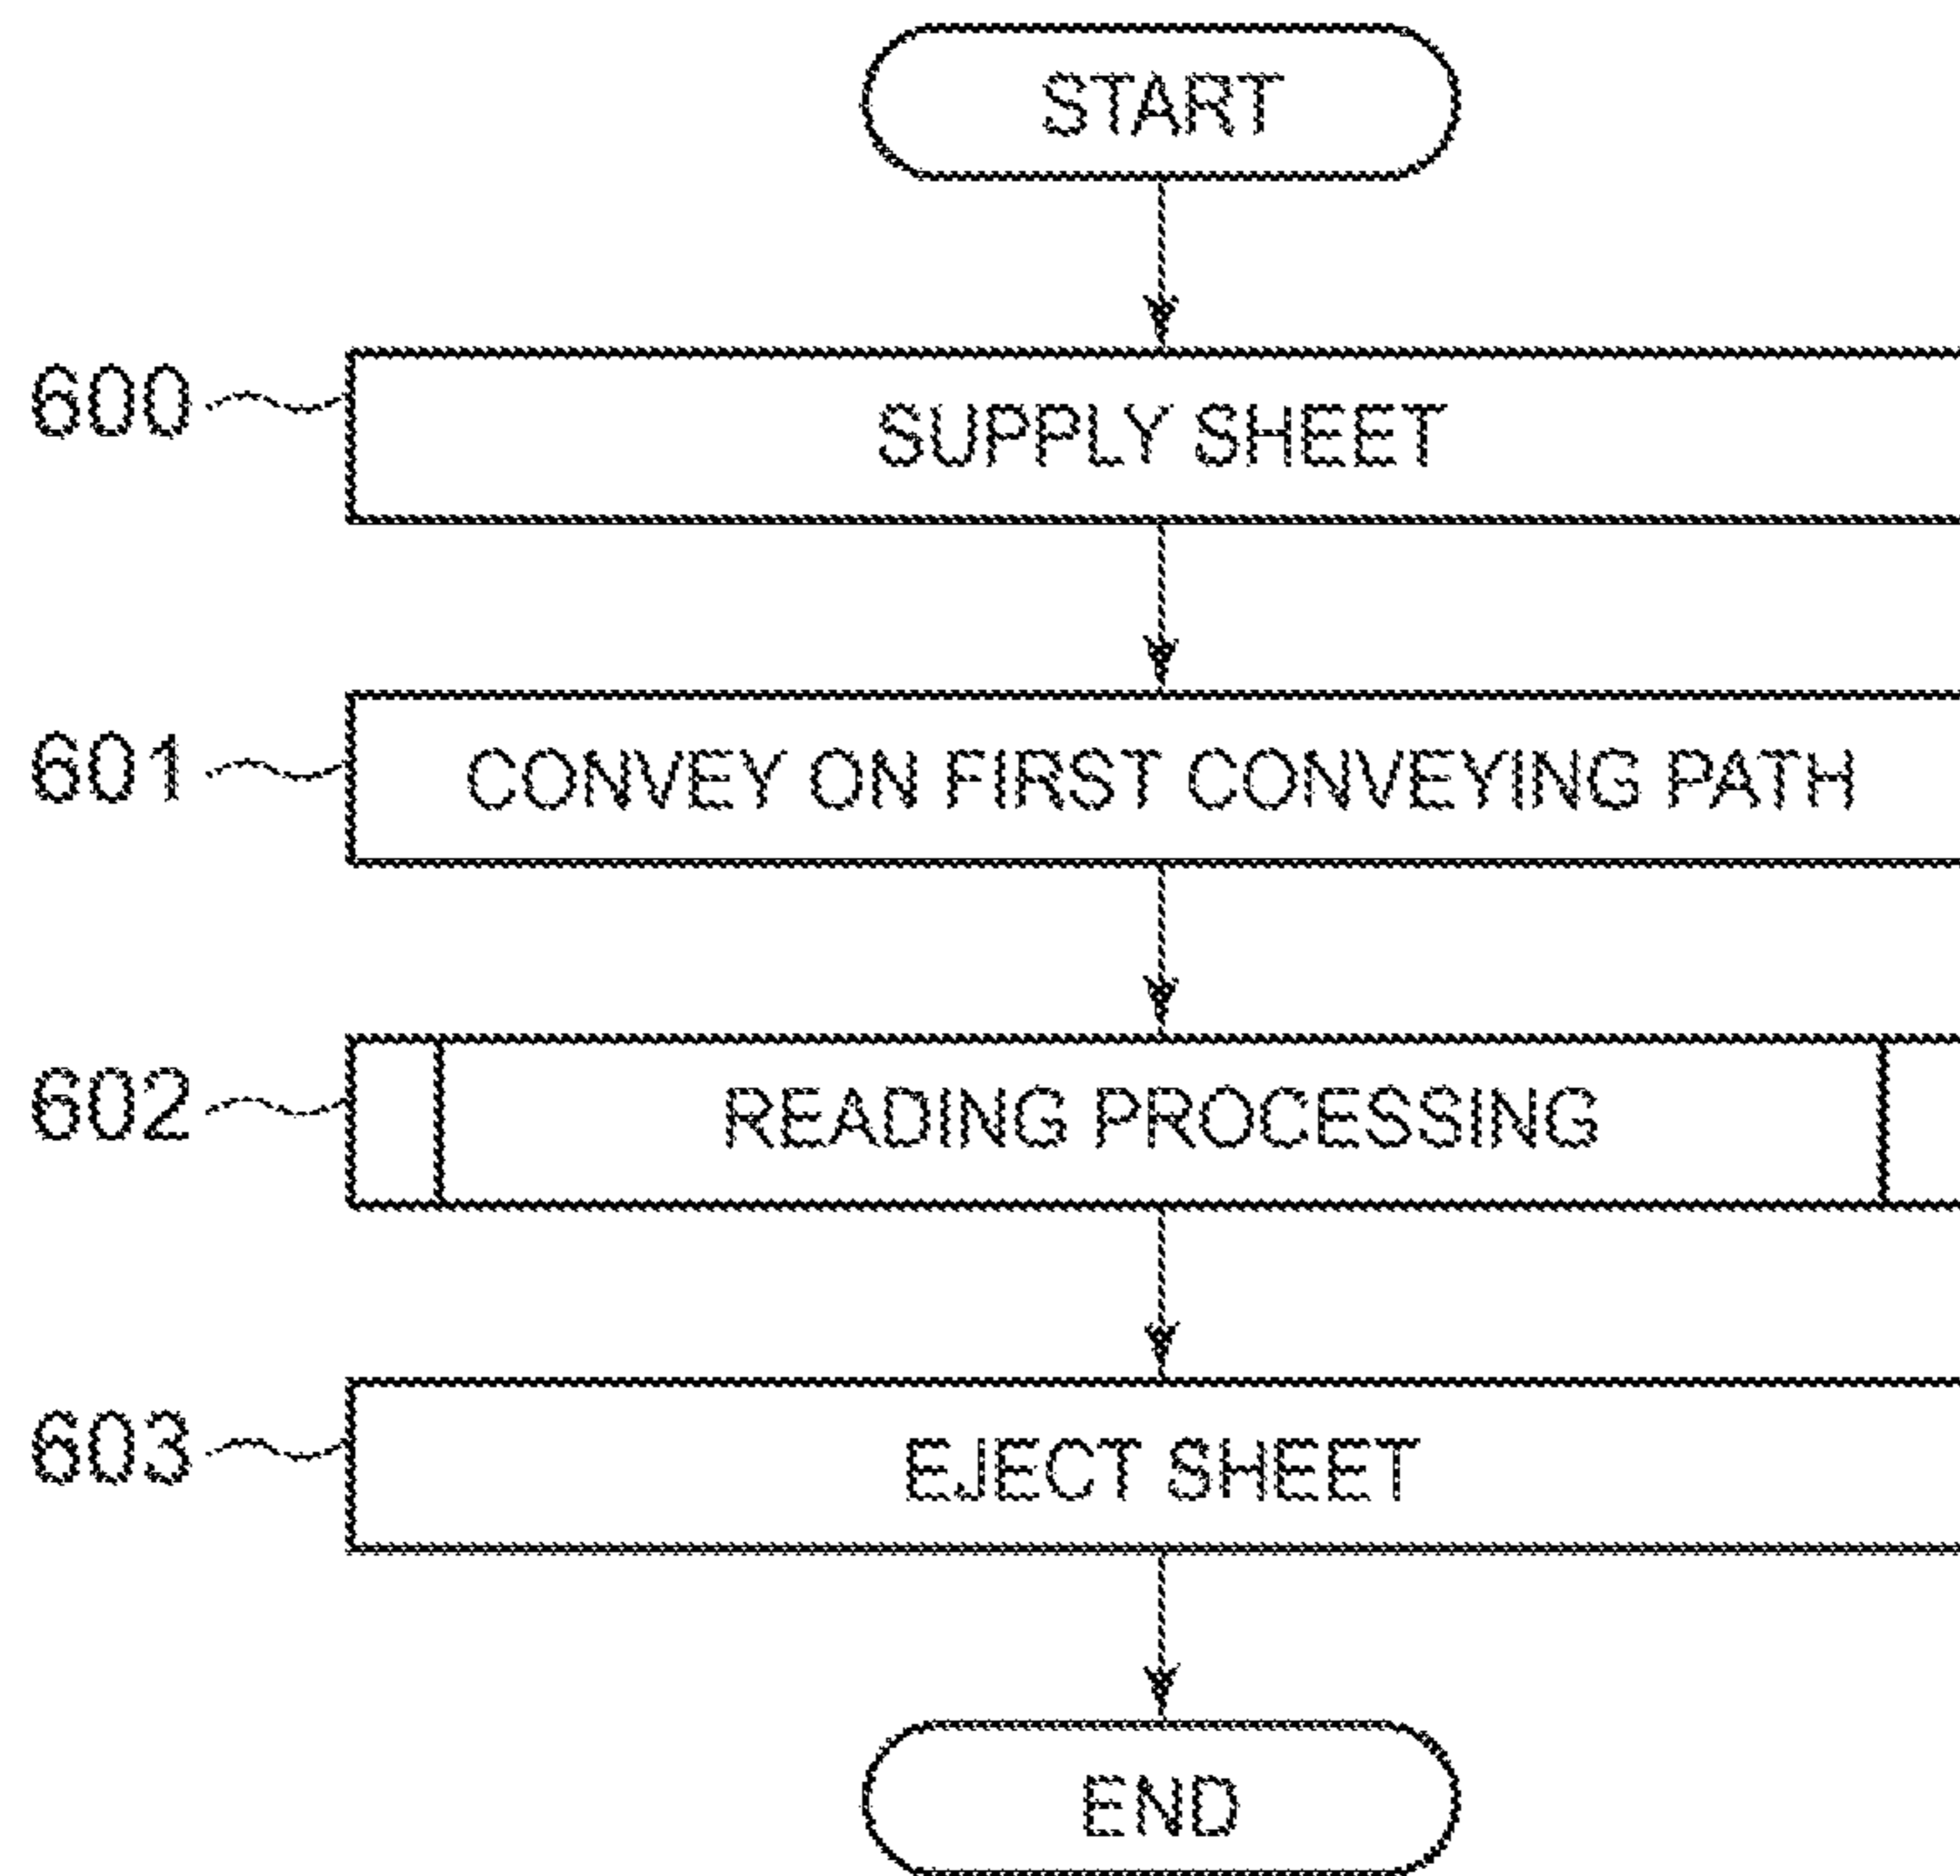 START
600 SUPPLY SHEET
601 CONVEY ON FIRST CONVEYING PATH
602 READING PROCESSING
603 EJECT SHEET
END